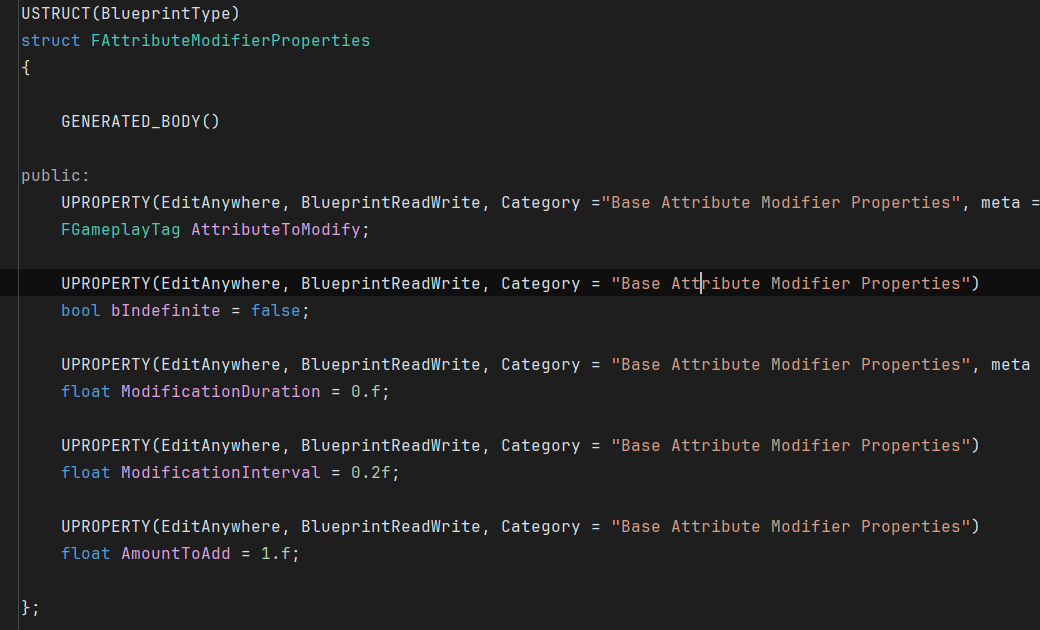 USTRUCT(BlueprintType)
struct FAttributeModifierProperties
{
GENERATED_BODY()
public:
UPROPERTY(EditAnywhere, BlueprintReadWrite, Category ="Base Attribute Modifier Properties", meta =
FGameplayTag AttributeToModify;
UPROPERTY(EditAnywhere, BlueprintReadWrite, Category = "Base Attribute Modifier Properties")
bool bIndefinite = false;
UPROPERTY(EditAnywhere, BlueprintReadWrite, Category = "Base Attribute Modifier Properties", meta
float ModificationDuration = 0.f;
UPROPERTY(EditAnywhere, BlueprintReadWrite, Category = "Base Attribute Modifier Properties")
float ModificationInterval = 0.2f;
UPROPERTY(EditAnywhere, BlueprintReadWrite, Category = "Base Attribute Modifier Properties")
float AmountToAdd = 1.f;
};